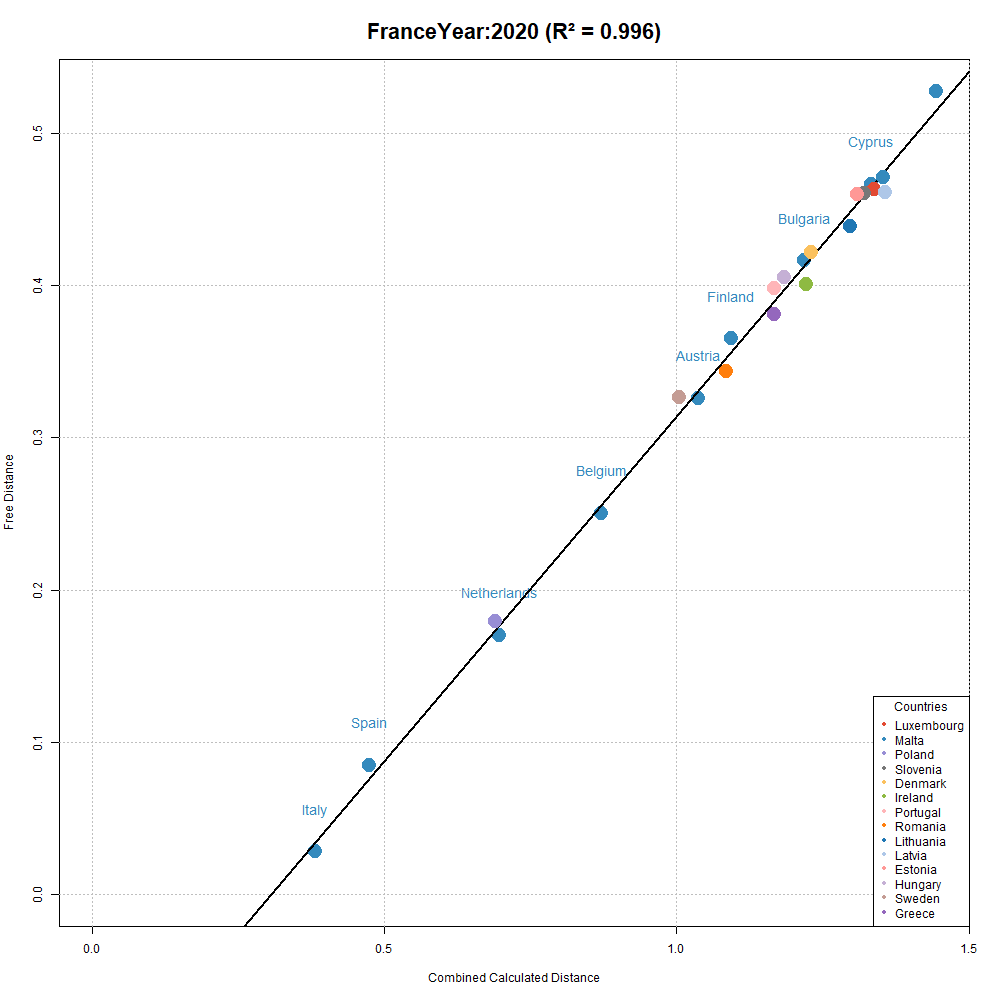 FranceYear:2020 (R² = 0.996)
Cyprus
Bulgaria
Finland
Austria
Belgium
Netherlands
Spain
Italy
0.5
0.4
0.3
0.2
0.1
0.0
Free Distance
0.0
0.5
1.0
1.5
Combined Calculated Distance
Countries
Luxembourg
Malta
Poland
Slovenia
Denmark
Ireland
Portugal
Romania
Lithuania
Latvia
Estonia
Hungary
Sweden
Greece